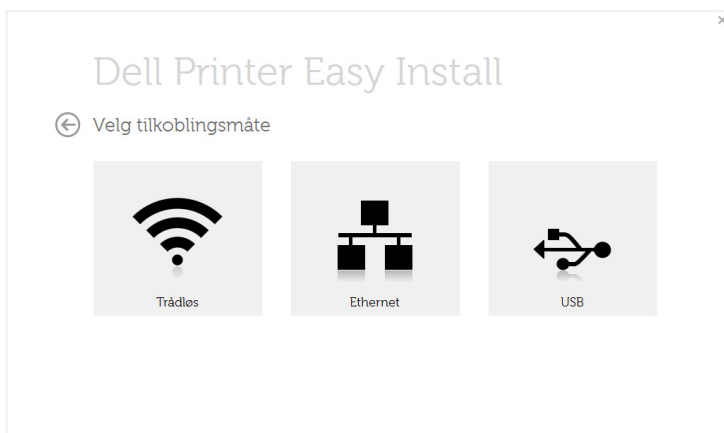 Dell Printer Easy Install
Velg tilkoblingsmåte
Trådløs
Ethernet
USB